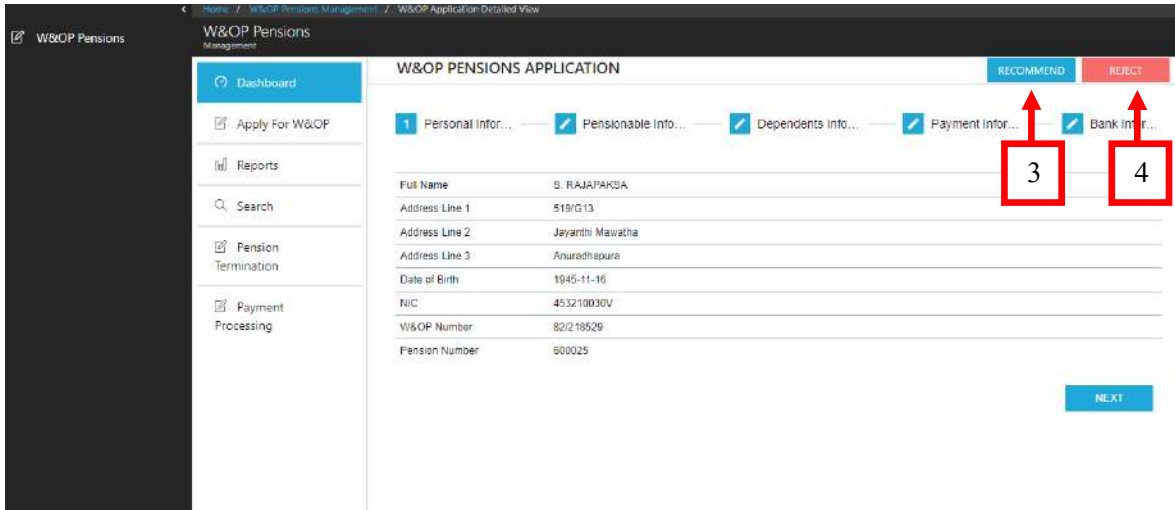 Home / W&OP Pensions Management / W&OP Application Detailed View
W&OP Pensions
W&OP Pensions
Management
Dashboard
Apply For W&OP
Reports
Search
Pension
Termination
Payment
Processing
W&OP PENSIONS APPLICATION
RECOMMEND
REJECT
1 Personal Infor...
Pensionable Info...
Dependents Info...
Payment Infor...
Bank Infor...
3
4
Full Name S. RAJAPAKSA
Address Line 1 519/G13
Address Line 2 Jayanthi Mawatha
Address Line 3 Anuradhapura
Date of Birth 1945-11-16
NIC 453210030V
W&OP Number 82/218529
Pension Number 600025
NEXT